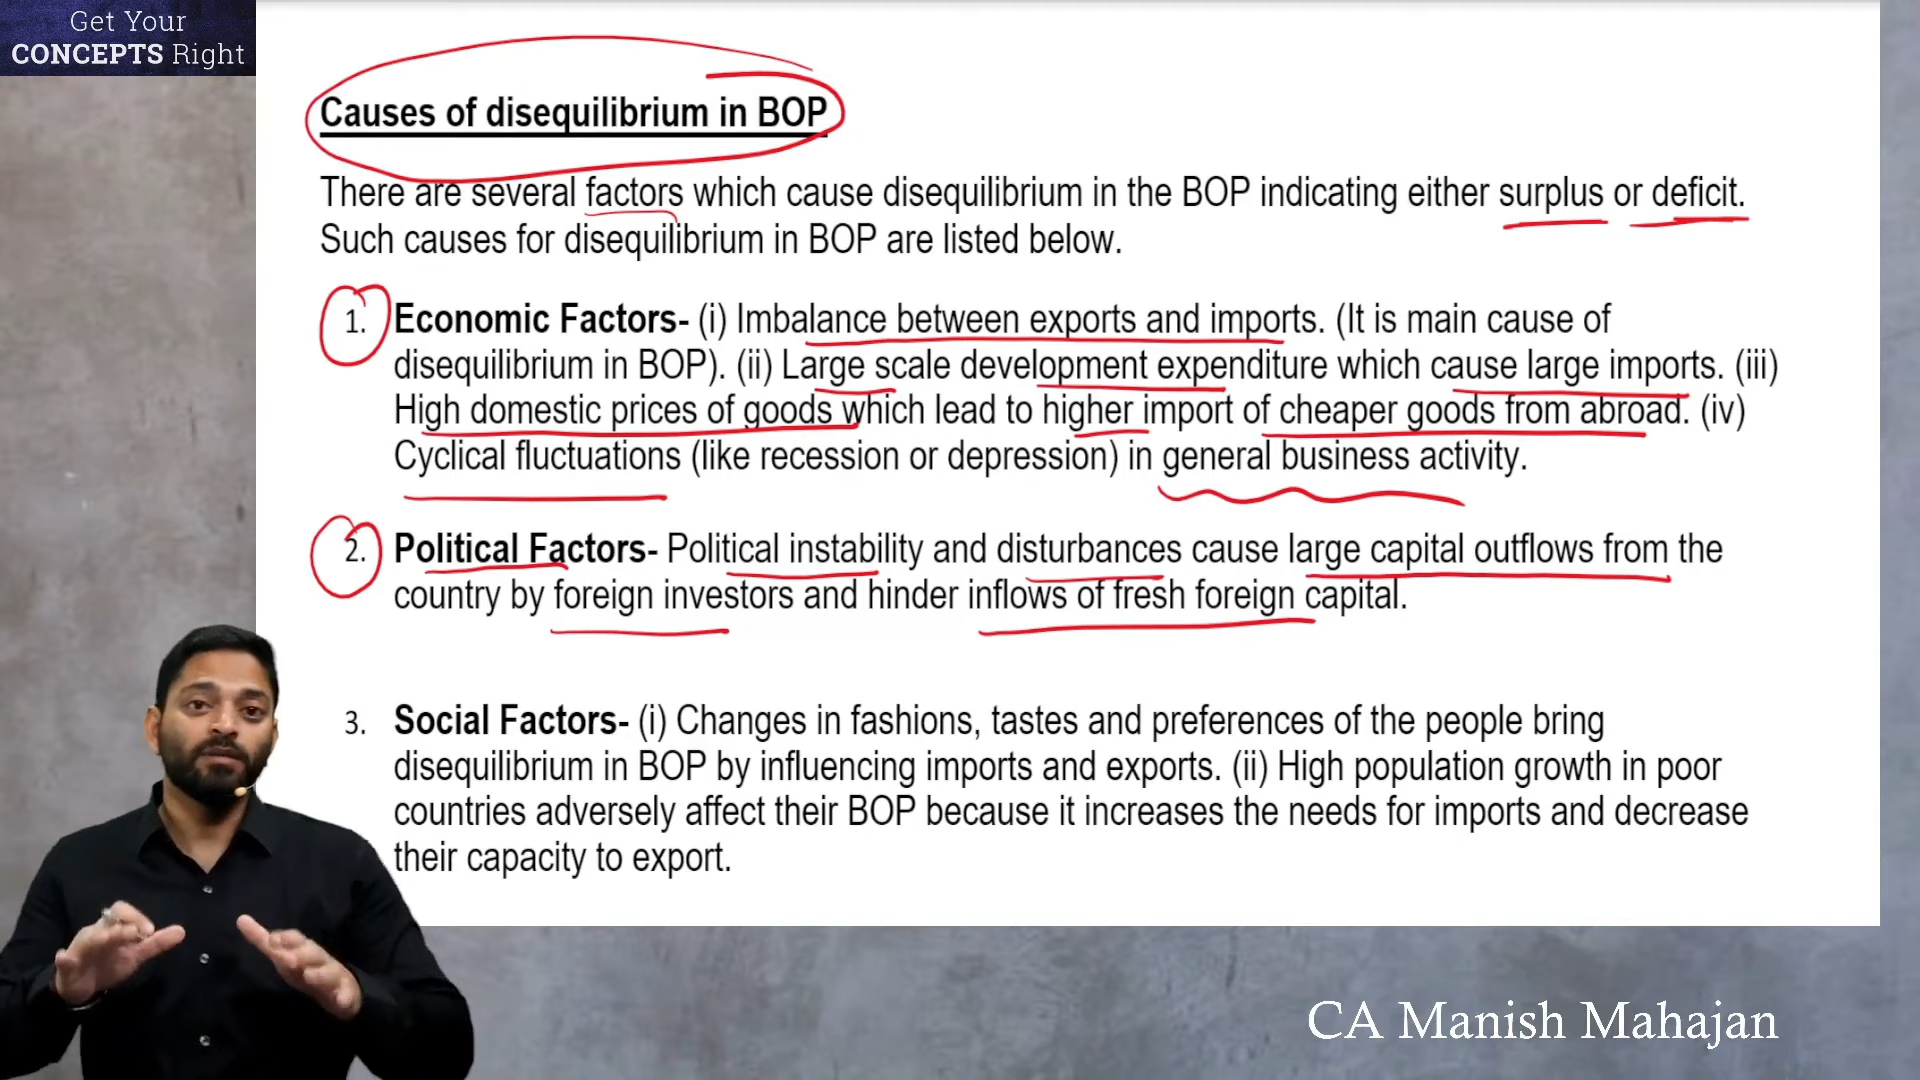 Get Your
CONCEPTS Right
Causes of disequilibrium in BOP
There are several factors which cause disequilibrium in the BOP indicating either surplus or deficit.
Such causes for disequilibrium in BOP are listed below.
1. Economic Factors- (i) Imbalance between exports and imports. (It is main cause of
disequilibrium in BOP). (ii) Large scale development expenditure which cause large imports. (iii)
High domestic prices of goods which lead to higher import of cheaper goods from abroad. (iv)
Cyclical fluctuations (like recession or depression) in general business activity.
2. Political Factors- Political instability and disturbances cause large capital outflows from the
country by foreign investors and hinder inflows of fresh foreign capital.
3. Social Factors- (i) Changes in fashions, tastes and preferences of the people bring
disequilibrium in BOP by influencing imports and exports. (ii) High population growth in poor
countries adversely affect their BOP because it increases the needs for imports and decrease
their capacity to export.
CA Manish Mahajan